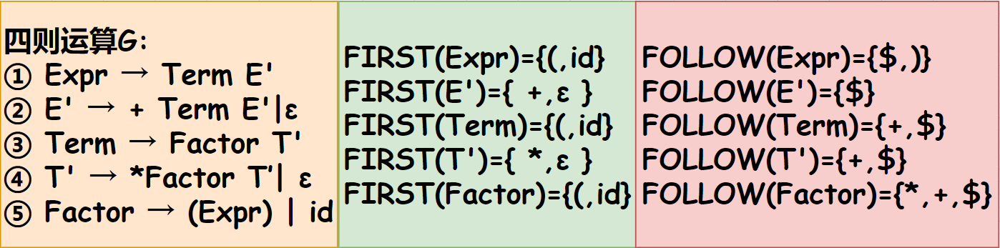 四则运算G:
① Expr → Term E'
② E' → + Term E'|ε
③ Term → Factor T'
④ T' → *Factor T’| ε
⑤ Factor → (Expr) | id
FIRST(Expr)={(,id}
FIRST(E')={ +,ε }
FIRST(Term)={(,id}
FIRST(T')={ *,ε }
FIRST(Factor)={(,id}
FOLLOW(Expr)={$,)}
FOLLOW(E')={$}
FOLLOW(Term)={+,$}
FOLLOW(T')={+,$}
FOLLOW(Factor)={*,+,$}